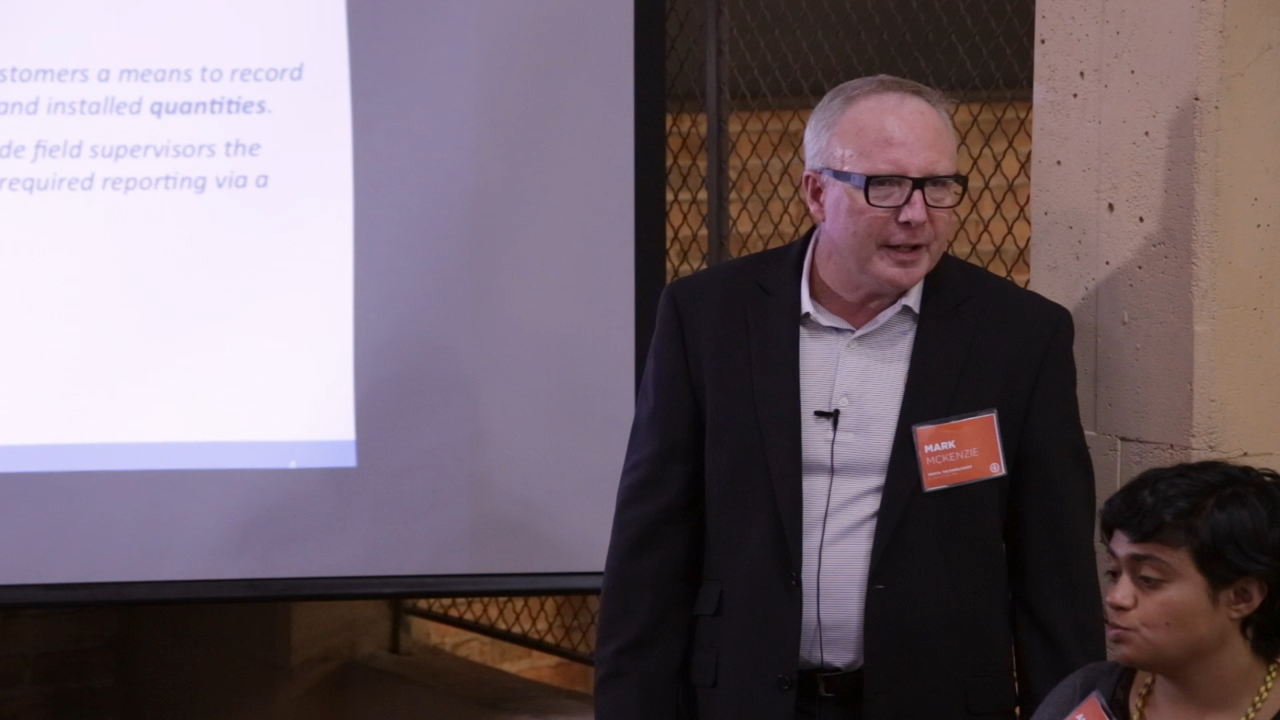 stomers a means to record
and installed quantities.
de field supervisors the
required reporting via a
MARK
MCKENZIE